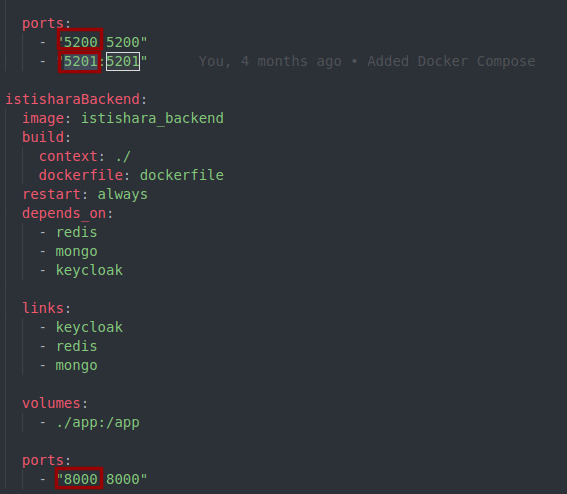 ports:
- "5200:5200"
- "5201:5201" You, 4 months ago • Added Docker Compose
istisharaBackend:
image: istishara_backend
build:
context: ./
dockerfile: dockerfile
restart: always
depends_on:
- redis
- mongo
- keycloak
links:
- keycloak
- redis
- mongo
volumes:
- ./app:/app
ports:
- "8000:8000"